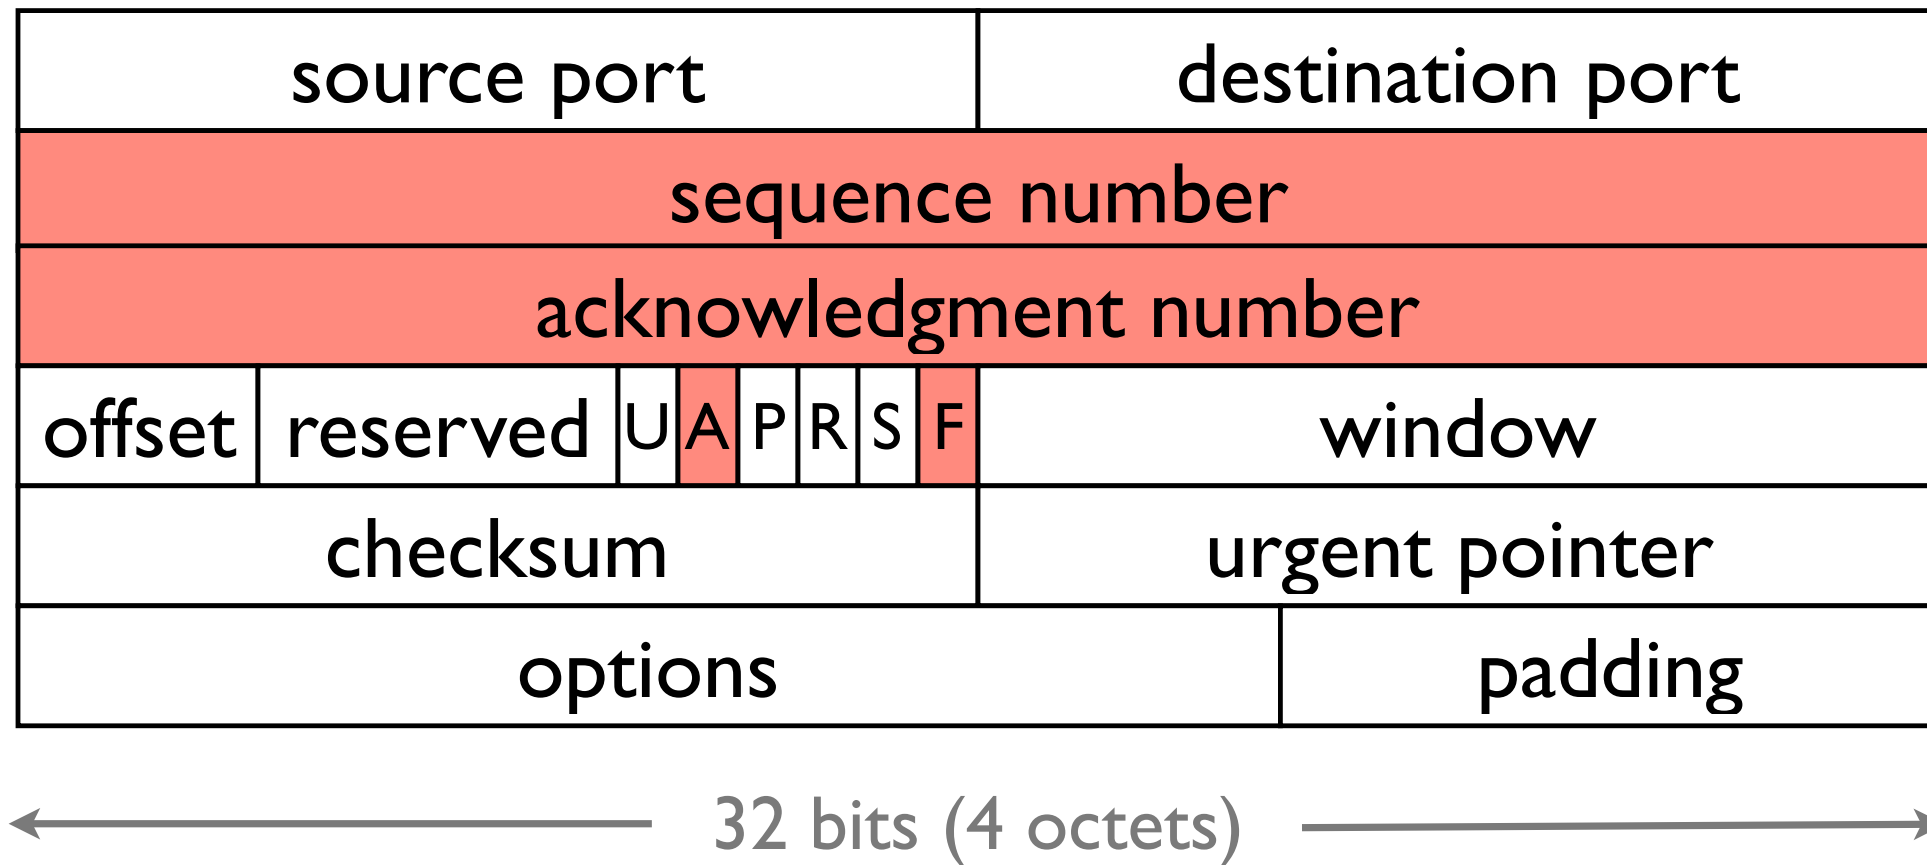 source port destination port
sequence number
acknowledgment number
offset reserved U A P R S F window
checksum urgent pointer
options padding
32 bits (4 octets)